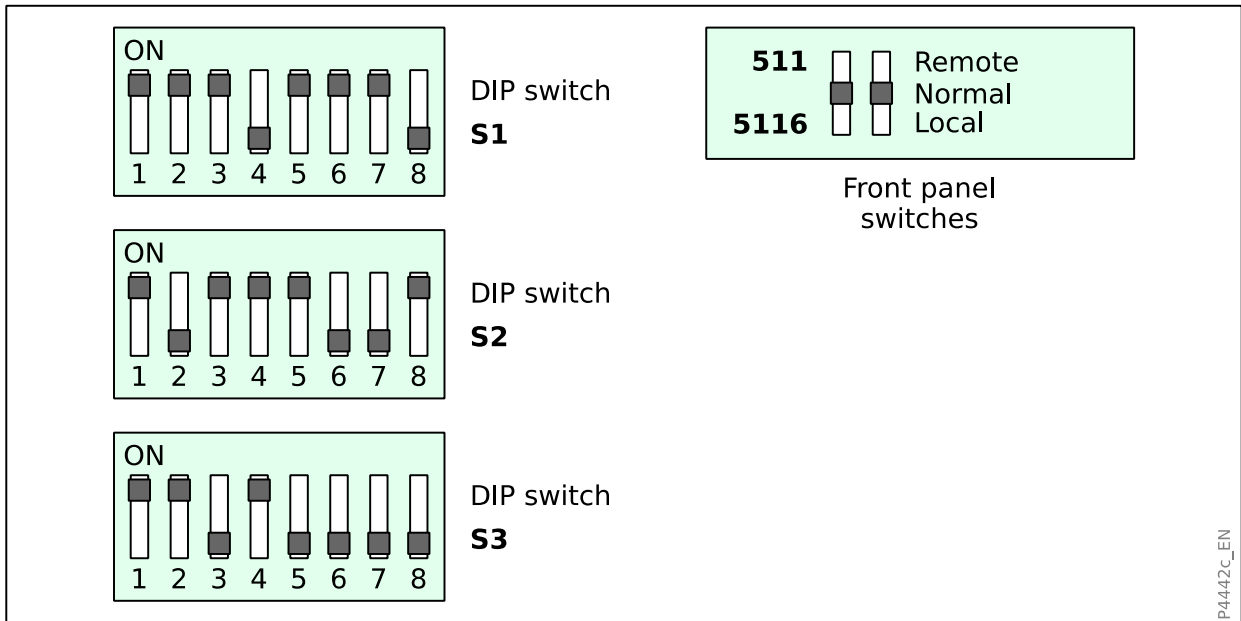 ON
1 2 3 4 5 6 7 8
DIP switch
S1
511
5116
Remote
Normal
Local
Front panel
switches
ON
1 2 3 4 5 6 7 8
DIP switch
S2
ON
1 2 3 4 5 6 7 8
DIP switch
S3
P4442c_EN